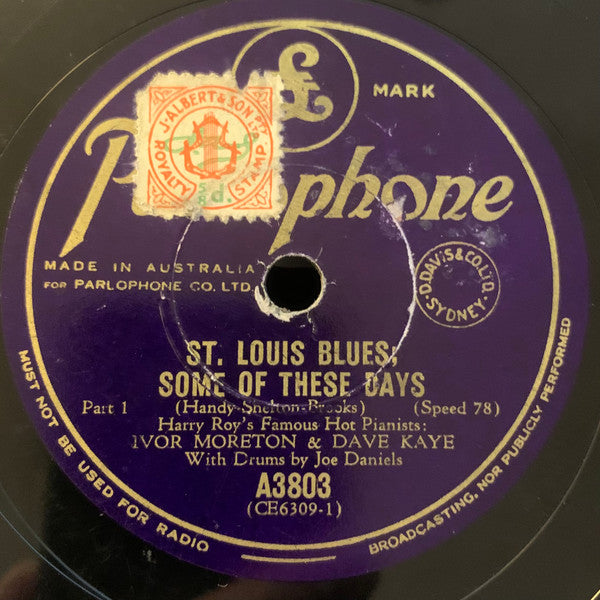 MARK
J. ALBERT & SON PTY LTD
ROYALTY STAMP
d.
Parlophone
MADE IN AUSTRALIA
FOR PARLOPHONE CO. LTD.
D. DAVIS & CO. LTD. SYDNEY
ST. LOUIS BLUES;
SOME OF THESE DAYS
Part 1 (Handy-Shelton-Brooks) (Speed 78)
Harry Roy's Famous Hot Pianists:
IVOR MORETON & DAVE KAYE
With Drums by Joe Daniels
A3803
(CE6309-1)
MUST NOT BE USED FOR RADIO BROADCASTING, NOR PUBLICLY PERFORMED